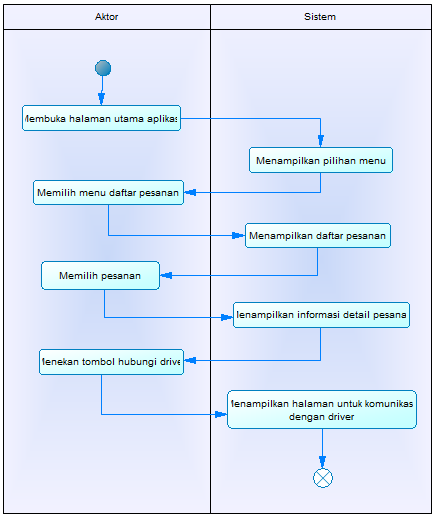 Aktor
Sistem
Membuka halaman utama aplikas
Menampilkan pilihan menu
Memilih menu daftar pesanan
Menampilkan daftar pesanan
Memilih pesanan
Menampilkan informasi detail pesana
Menekan tombol hubungi drive
Menampilkan halaman untuk komunikas
dengan driver